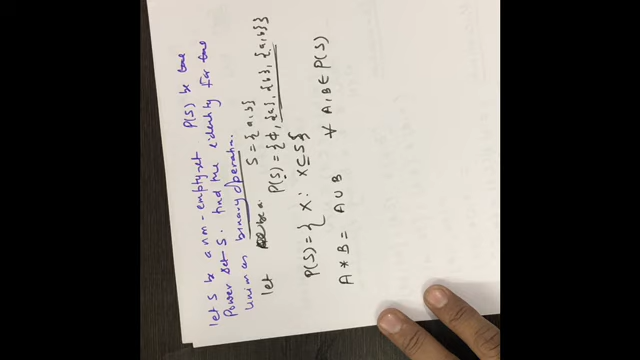 let S be a non-empty set P(S) be the
Power set S. find the identity for the
union as binary operation.
let be a S = {a,b}
P(S) = {ϕ, {a}, {b}, {a,b}}
P(S) = { X : X ⊆ S}
A * B = A ∪ B ∀ A,B ∈ P(S)